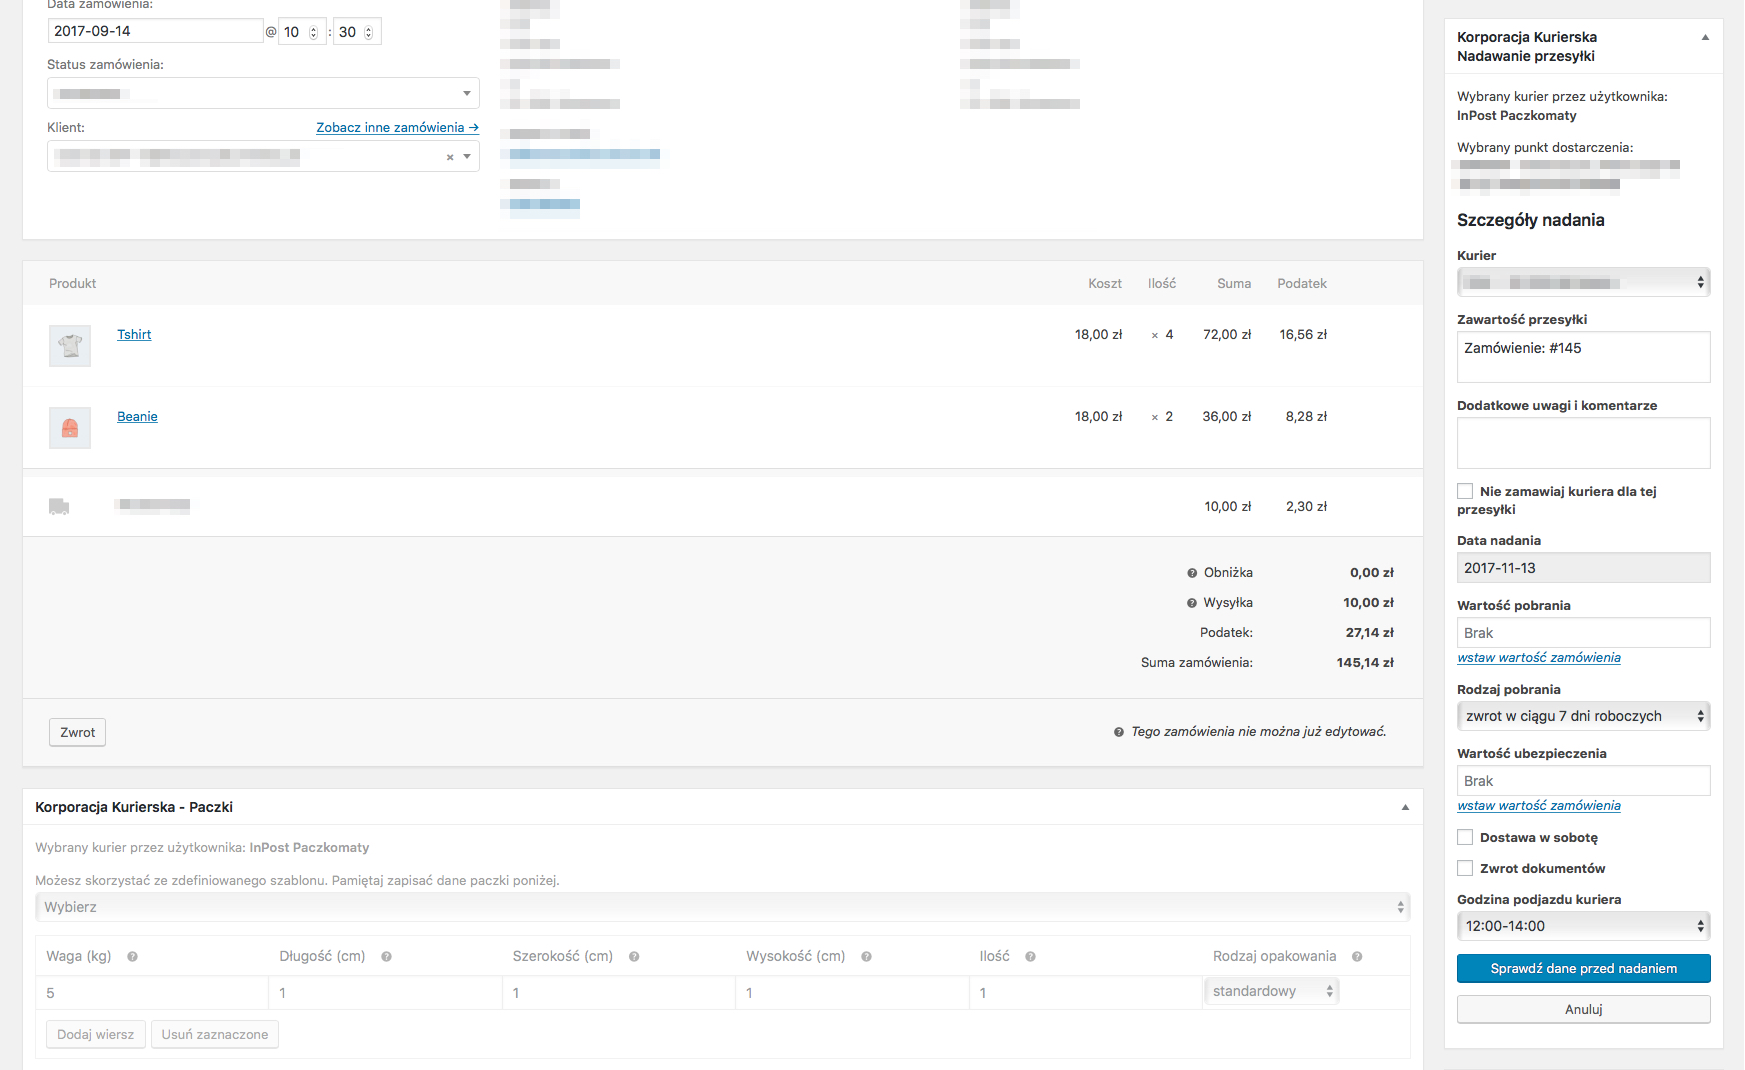 Data zamówienia:
2017-09-14 @ 10 : 30
Status zamówienia:
Klient: Zobacz inne zamówienia →
× 
Produkt Koszt Ilość Suma Podatek
Tshirt 18,00 zł × 4 72,00 zł 16,56 zł
Beanie 18,00 zł × 2 36,00 zł 8,28 zł
10,00 zł 2,30 zł
Obniżka 0,00 zł
Wysyłka 10,00 zł
Podatek: 27,14 zł
Suma zamówienia: 145,14 zł
Zwrot Tego zamówienia nie można już edytować.
Korporacja Kurierska - Paczki
Wybrany kurier przez użytkownika: InPost Paczkomaty
Możesz skorzystać ze zdefiniowanego szablonu. Pamiętaj zapisać dane paczki poniżej.
Wybierz
Waga (kg) Długość (cm) Szerokość (cm) Wysokość (cm) Ilość Rodzaj opakowania
5 1 1 1 1 standardowy
Dodaj wiersz Usuń zaznaczone
Korporacja Kurierska
Nadawanie przesyłki
Wybrany kurier przez użytkownika:
InPost Paczkomaty
Wybrany punkt dostarczenia:
Szczegóły nadania
Kurier
Zawartość przesyłki
Zamówienie: #145
Dodatkowe uwagi i komentarze
Nie zamawiaj kuriera dla tej
przesyłki
Data nadania
2017-11-13
Wartość pobrania
Brak
wstaw wartość zamówienia
Rodzaj pobrania
zwrot w ciągu 7 dni roboczych
Wartość ubezpieczenia
Brak
wstaw wartość zamówienia
Dostawa w sobotę
Zwrot dokumentów
Godzina podjazdu kuriera
12:00-14:00
Sprawdź dane przed nadaniem
Anuluj